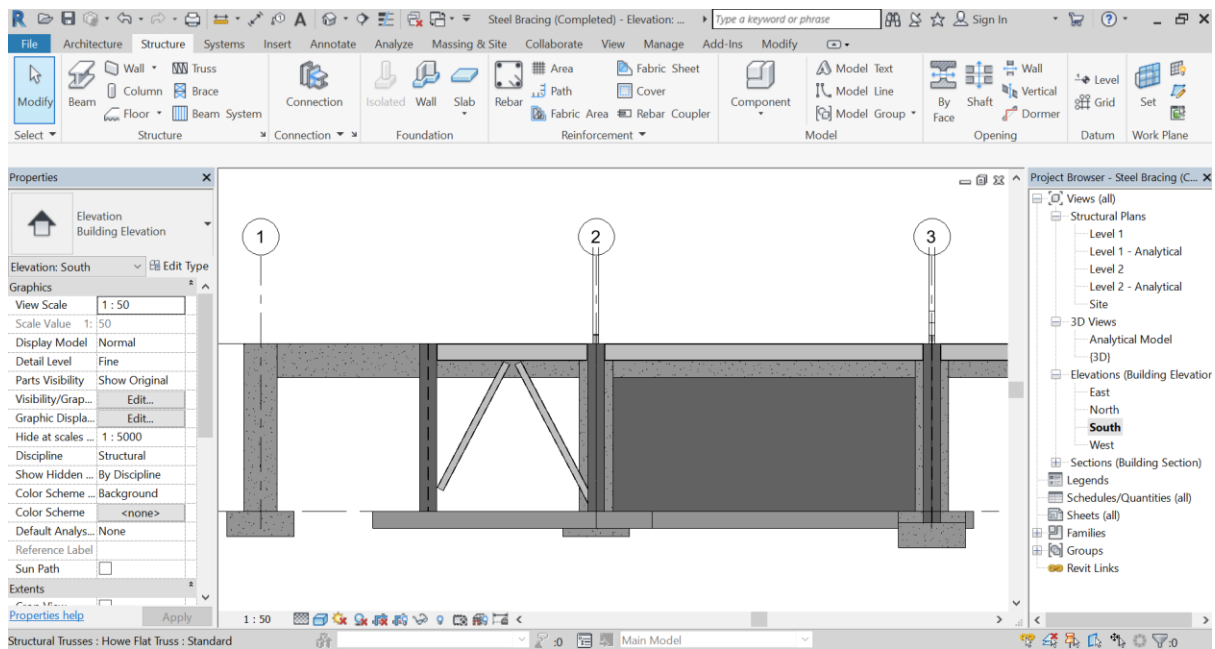 R A Steel Bracing (Completed) - Elevation: ... Type a keyword or phrase Sign In
File Architecture Structure Systems Insert Annotate Analyze Massing & Site Collaborate View Manage Add-Ins Modify
Modify
Beam
Wall Truss
Column Brace
Floor Beam System
Connection
Isolated Wall Slab
Rebar
Area Fabric Sheet
Path Cover
Fabric Area Rebar Coupler
Component
Model Text
Model Line
Model Group
By Face
Shaft
Wall
Vertical
Dormer
Level
Grid
Set
Select Structure Connection Foundation Reinforcement Model Opening Datum Work Plane
Properties
Elevation
Building Elevation
Elevation: South Edit Type
Graphics
View Scale 1 : 50
Scale Value 1: 50
Display Model Normal
Detail Level Fine
Parts Visibility Show Original
Visibility/Grap... Edit...
Graphic Displa... Edit...
Hide at scales ... 1 : 5000
Discipline Structural
Show Hidden ... By Discipline
Color Scheme ... Background
Color Scheme <none>
Default Analys... None
Reference Label
Sun Path
Extents
Properties help Apply
1 2 3
1 : 50
Project Browser - Steel Bracing (C...
Views (all)
Structural Plans
Level 1
Level 1 - Analytical
Level 2
Level 2 - Analytical
Site
3D Views
Analytical Model
{3D}
Elevations (Building Elevation
East
North
South
West
Sections (Building Section)
Legends
Schedules/Quantities (all)
Sheets (all)
Families
Groups
Revit Links
Structural Trusses : Howe Flat Truss : Standard :0 Main Model :0